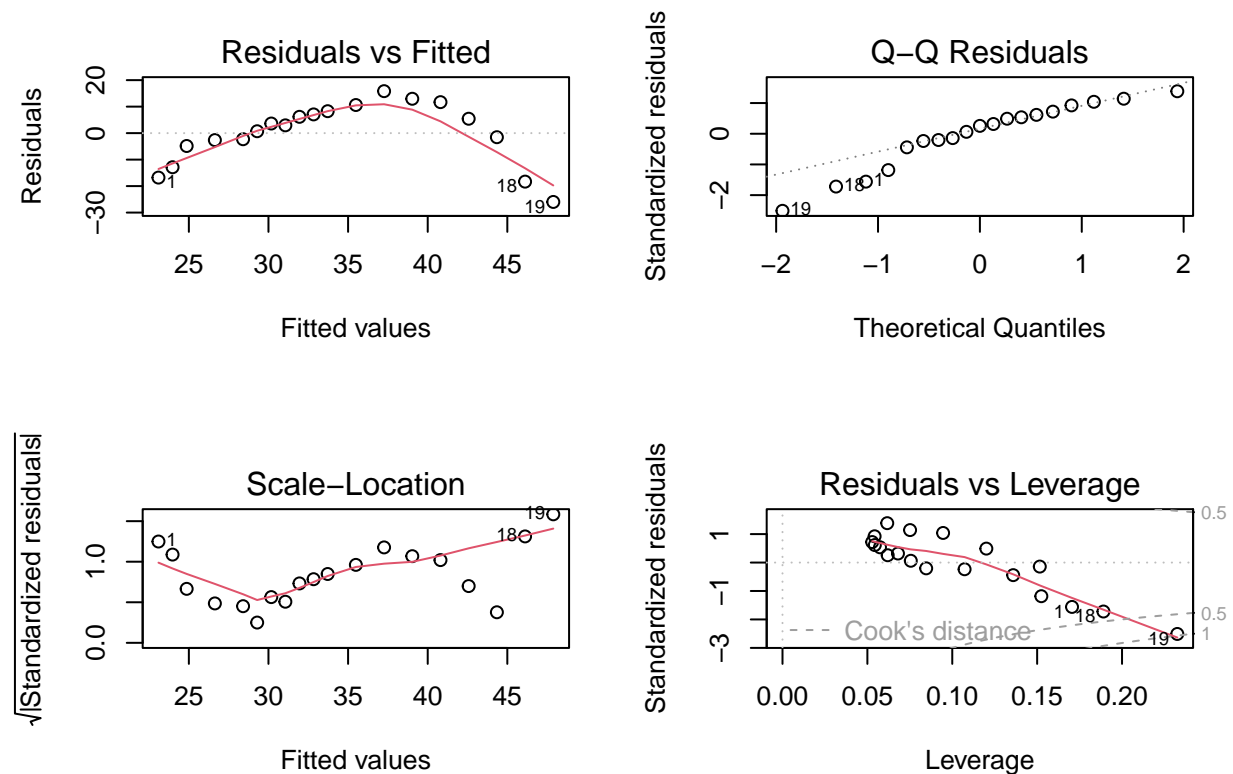 Residuals vs Fitted
Residuals
20
0
−30
1
18
19
25 30 35 40 45
Fitted values
Q−Q Residuals
Standardized residuals
0
−2
19
18
1
−2 −1 0 1 2
Theoretical Quantiles
Scale−Location
√|Standardized residuals|
1.0
0.0
1
18
19
25 30 35 40 45
Fitted values
Residuals vs Leverage
Standardized residuals
1
−1
−3
0.5
0.5
1
Cook's distance
1
18
19
0.00 0.05 0.10 0.15 0.20
Leverage